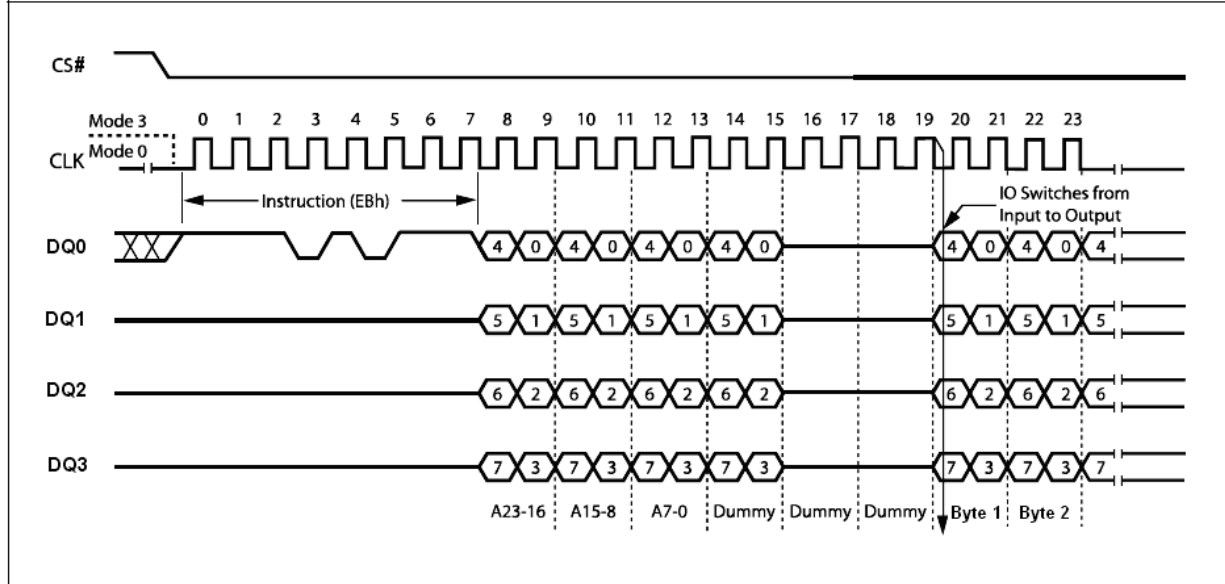 CS#
Mode 3
0 1 2 3 4 5 6 7 8 9 10 11 12 13 14 15 16 17 18 19 20 21 22 23
Mode 0
CLK
Instruction (EBh)
IO Switches from
Input to Output
DQ0 4 0 4 0 4 0 4 0 4 0 4 0 4
DQ1 5 1 5 1 5 1 5 1 5 1 5 1 5
DQ2 6 2 6 2 6 2 6 2 6 2 6 2 6
DQ3 7 3 7 3 7 3 7 3 7 3 7 3 7
A23-16 A15-8 A7-0 Dummy Dummy Dummy Byte 1 Byte 2